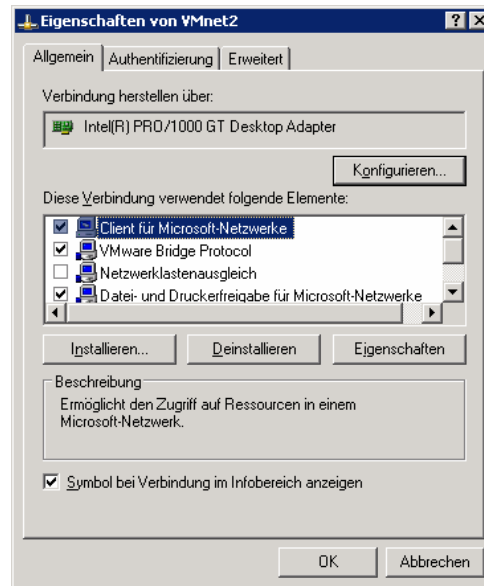 Eigenschaften von VMnet2
Allgemein
Authentifizierung
Erweitert
Verbindung herstellen über:
Intel(R) PRO/1000 GT Desktop Adapter
Konfigurieren...
Diese Verbindung verwendet folgende Elemente:
Client für Microsoft-Netzwerke
VMware Bridge Protocol
Netzwerklastenausgleich
Datei- und Druckerfreigabe für Microsoft-Netzwerke
Installieren...
Deinstallieren
Eigenschaften
Beschreibung
Ermöglicht den Zugriff auf Ressourcen in einem
Microsoft-Netzwerk.
Symbol bei Verbindung im Infobereich anzeigen
OK
Abbrechen